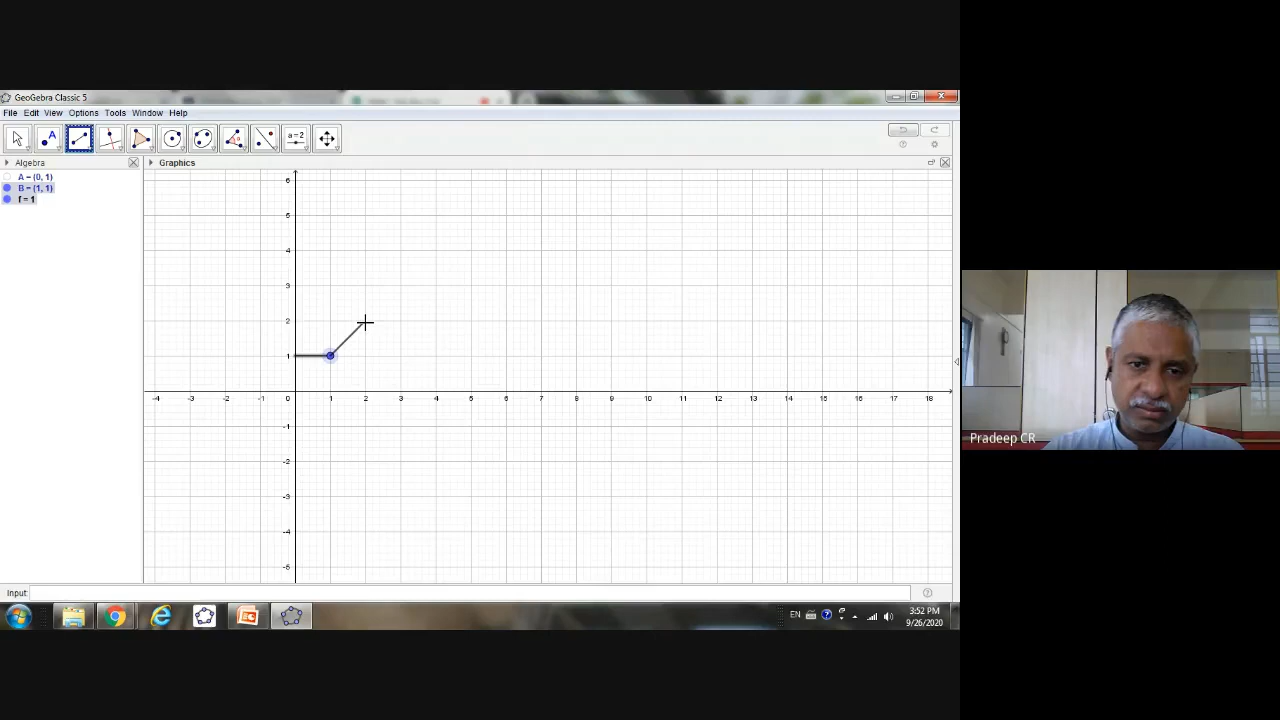 GeoGebra Classic 5
File Edit View Options Tools Window Help
A
a = 2
Algebra
Graphics
A = (0, 1)
B = (1, 1)
f = 1
6
5
4
3
2
1
-4 -3 -2 -1 0 1 2 3 4 5 6 7 8 9 10 11 12 13 14 15 16 17 18
-1
-2
-3
-4
-5
Pradeep CR
Input:
EN
3:52 PM
9/26/2020